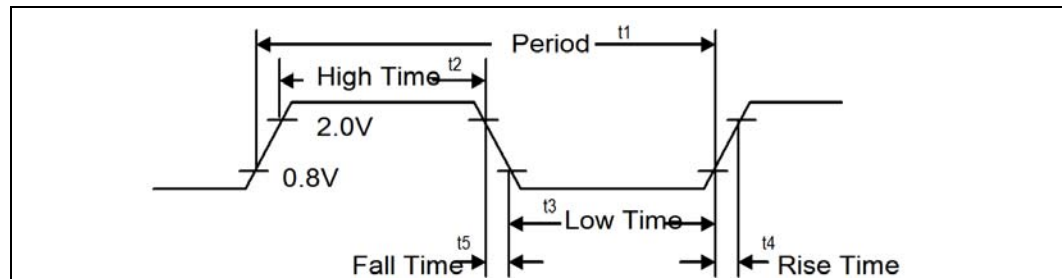 Period t1
High Time t2
2.0V
0.8V
t3 Low Time
t5 t4
Fall Time Rise Time